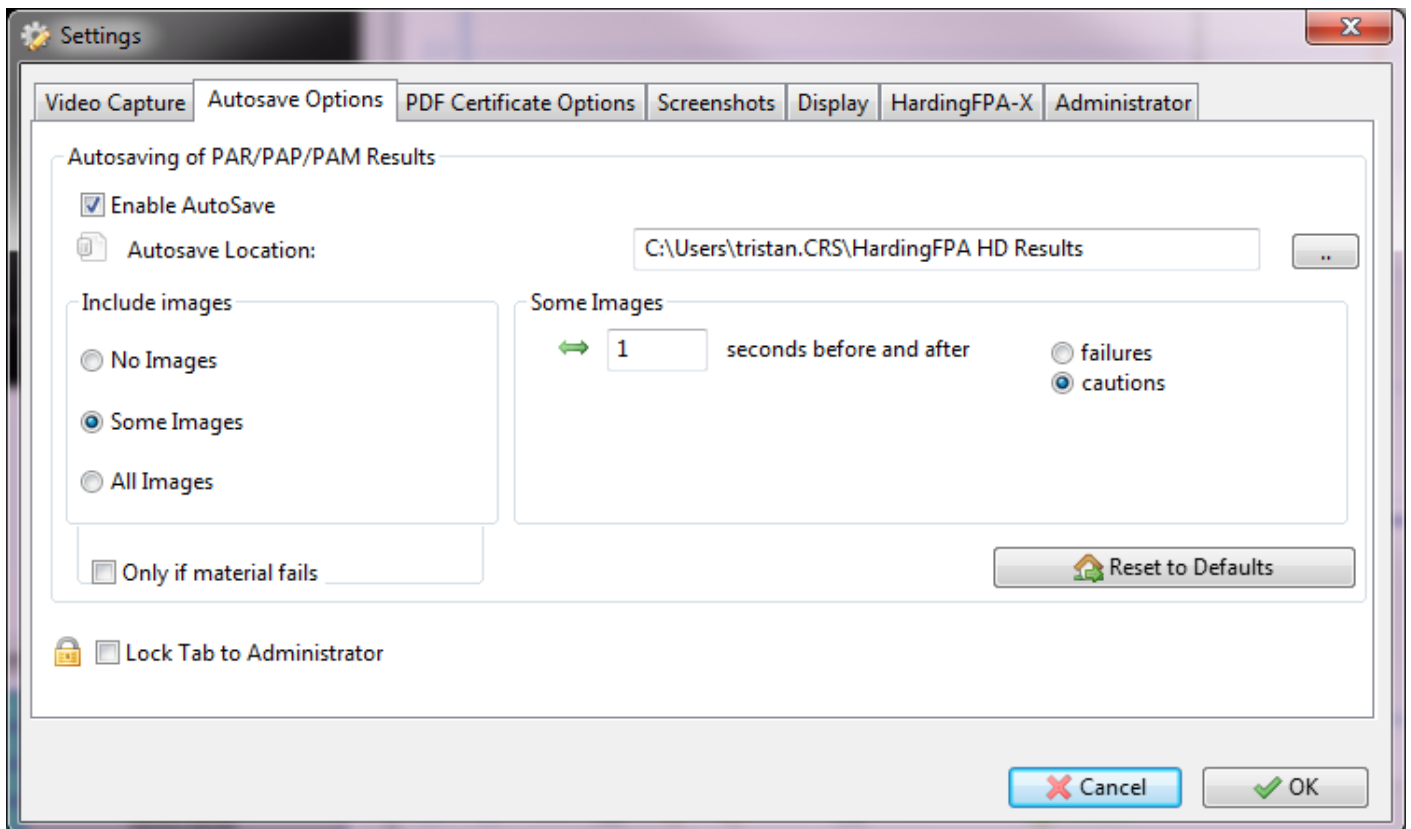 Settings
Video Capture Autosave Options PDF Certificate Options Screenshots Display HardingFPA-X Administrator
Autosaving of PAR/PAP/PAM Results
Enable AutoSave
Autosave Location: C:\Users\tristan.CRS\HardingFPA HD Results ..
Include images
No Images
Some Images
All Images
Some Images
1 seconds before and after
failures
cautions
Only if material fails
Reset to Defaults
Lock Tab to Administrator
Cancel OK